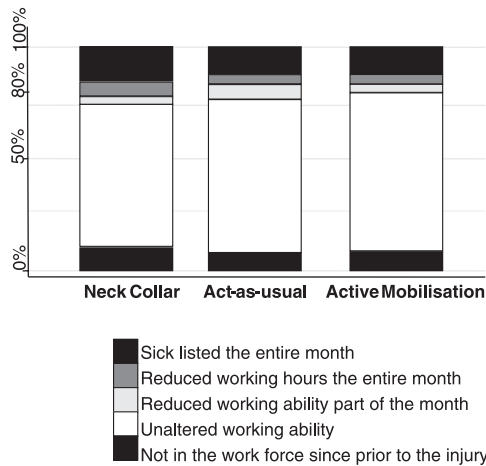 100%
80%
50%
0%
Neck Collar Act-as-usual Active Mobilisation
Sick listed the entire month
Reduced working hours the entire month
Reduced working ability part of the month
Unaltered working ability
Not in the work force since prior to the injury